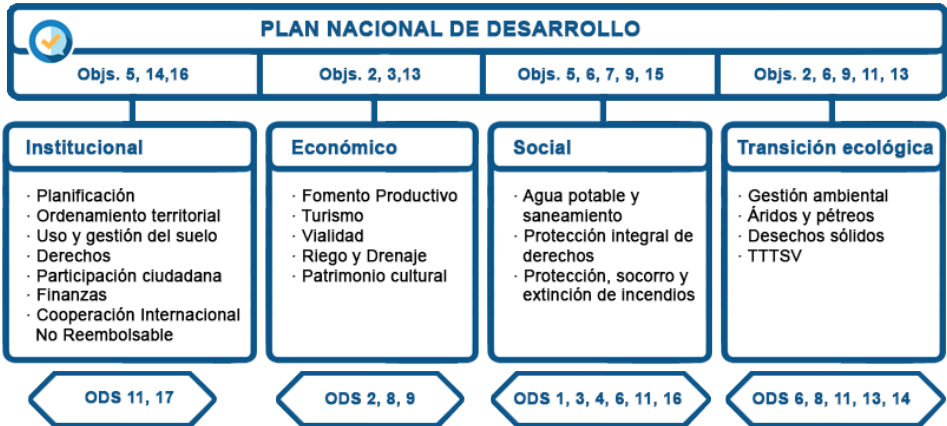 PLAN NACIONAL DE DESARROLLO
Objs. 5, 14,16
Objs. 2, 3,13
Objs. 5, 6, 7, 9, 15
Objs. 2, 6, 9, 11, 13
Institucional
· Planificación
· Ordenamiento territorial
· Uso y gestión del suelo
· Derechos
· Participación ciudadana
· Finanzas
· Cooperación Internacional
No Reembolsable
ODS 11, 17
Económico
· Fomento Productivo
· Turismo
· Vialidad
· Riego y Drenaje
· Patrimonio cultural
ODS 2, 8, 9
Social
· Agua potable y
saneamiento
· Protección integral de
derechos
· Protección, socorro y
extinción de incendios
ODS 1, 3, 4, 6, 11, 16
Transición ecológica
· Gestión ambiental
· Áridos y pétreos
· Desechos sólidos
· TTTSV
ODS 6, 8, 11, 13, 14